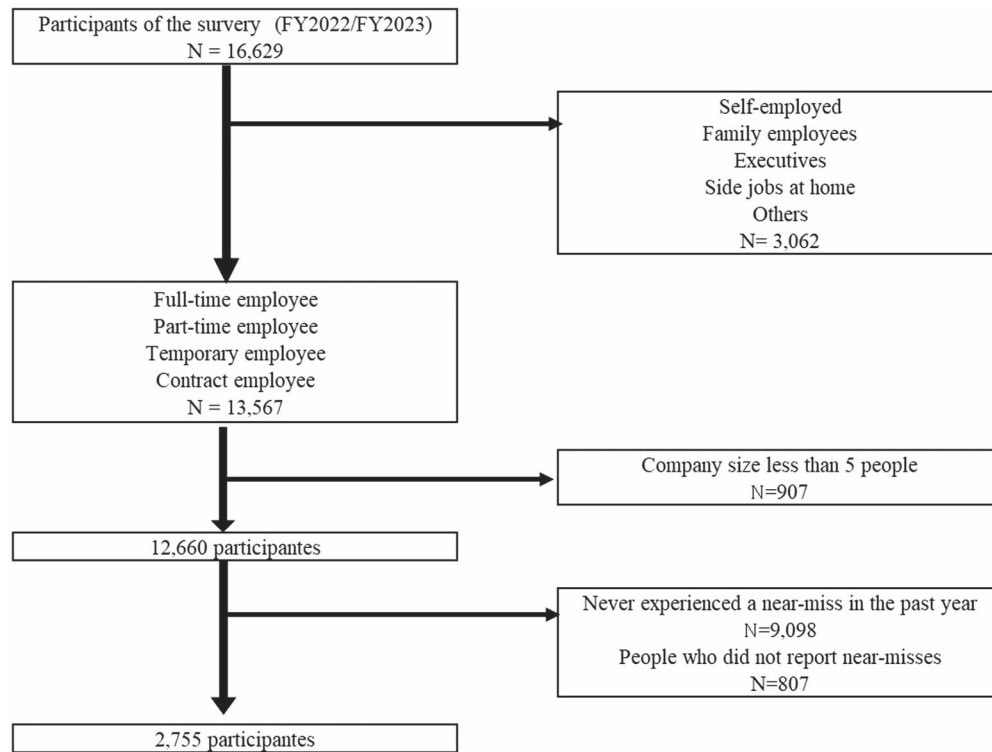 Participants of the survery (FY2022/FY2023)
N = 16,629
Self-employed
Family employees
Executives
Side jobs at home
Others
N= 3,062
Full-time employee
Part-time employee
Temporary employee
Contract employee
N = 13,567
Company size less than 5 people
N=907
12,660 participantes
Never experienced a near-miss in the past year
N=9,098
People who did not report near-misses
N=807
2,755 participantes